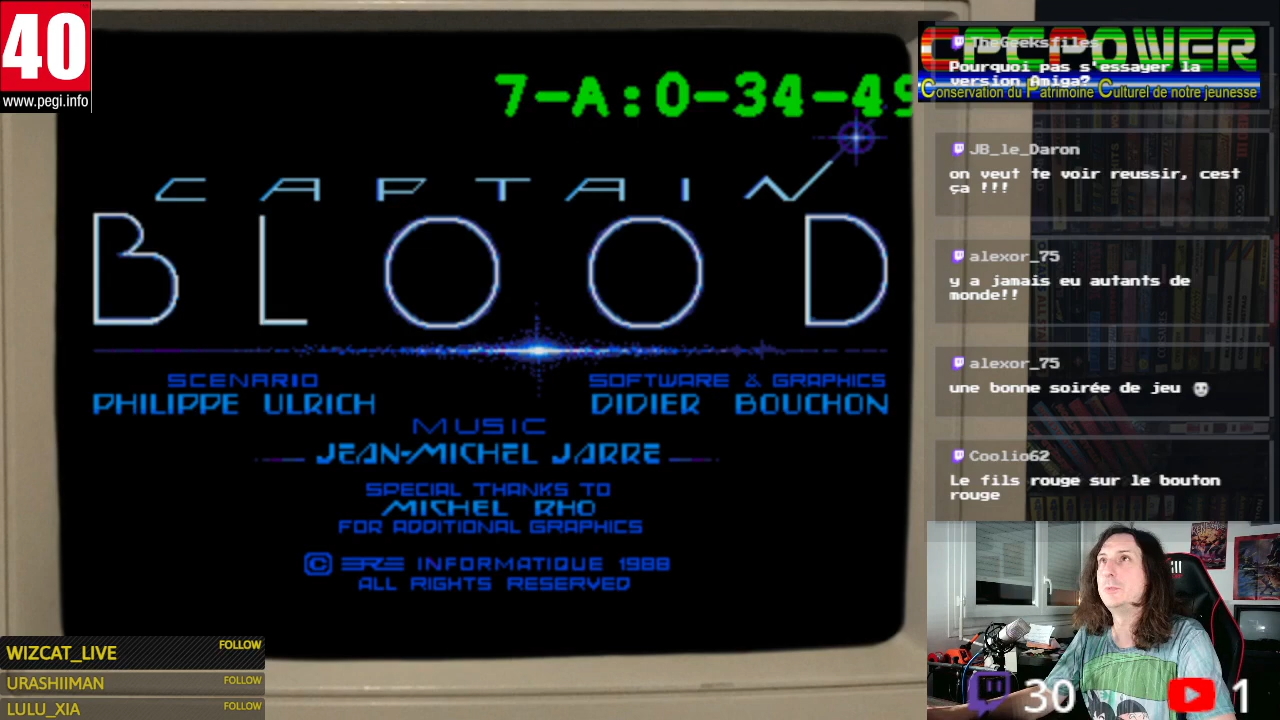 40
www.pegi.info
7-A:0-34-49
CAPTAIN
BLOOD
SCENARIO
PHILIPPE ULRICH
SOFTWARE & GRAPHICS
DIDIER BOUCHON
MUSIC
JEAN-MICHEL JARRE
SPECIAL THANKS TO
MICHEL RHO
FOR ADDITIONAL GRAPHICS
© ERE INFORMATIQUE 1988
ALL RIGHTS RESERVED
CPCPOWER
Conservation du Patrimoine Culturel de notre jeunesse
TheGeeksfiles
Pourquoi pas s'essayer la
version Amiga?
JB_le_Daron
on veut te voir reussir, cest
ça !!!
alexor_75
y a jamais eu autants de
monde!!
alexor_75
une bonne soirée de jeu
Coolio62
Le fils rouge sur le bouton
rouge
WIZCAT_LIVE FOLLOW
URASHIIMAN FOLLOW
LULU_XIA FOLLOW
30
1